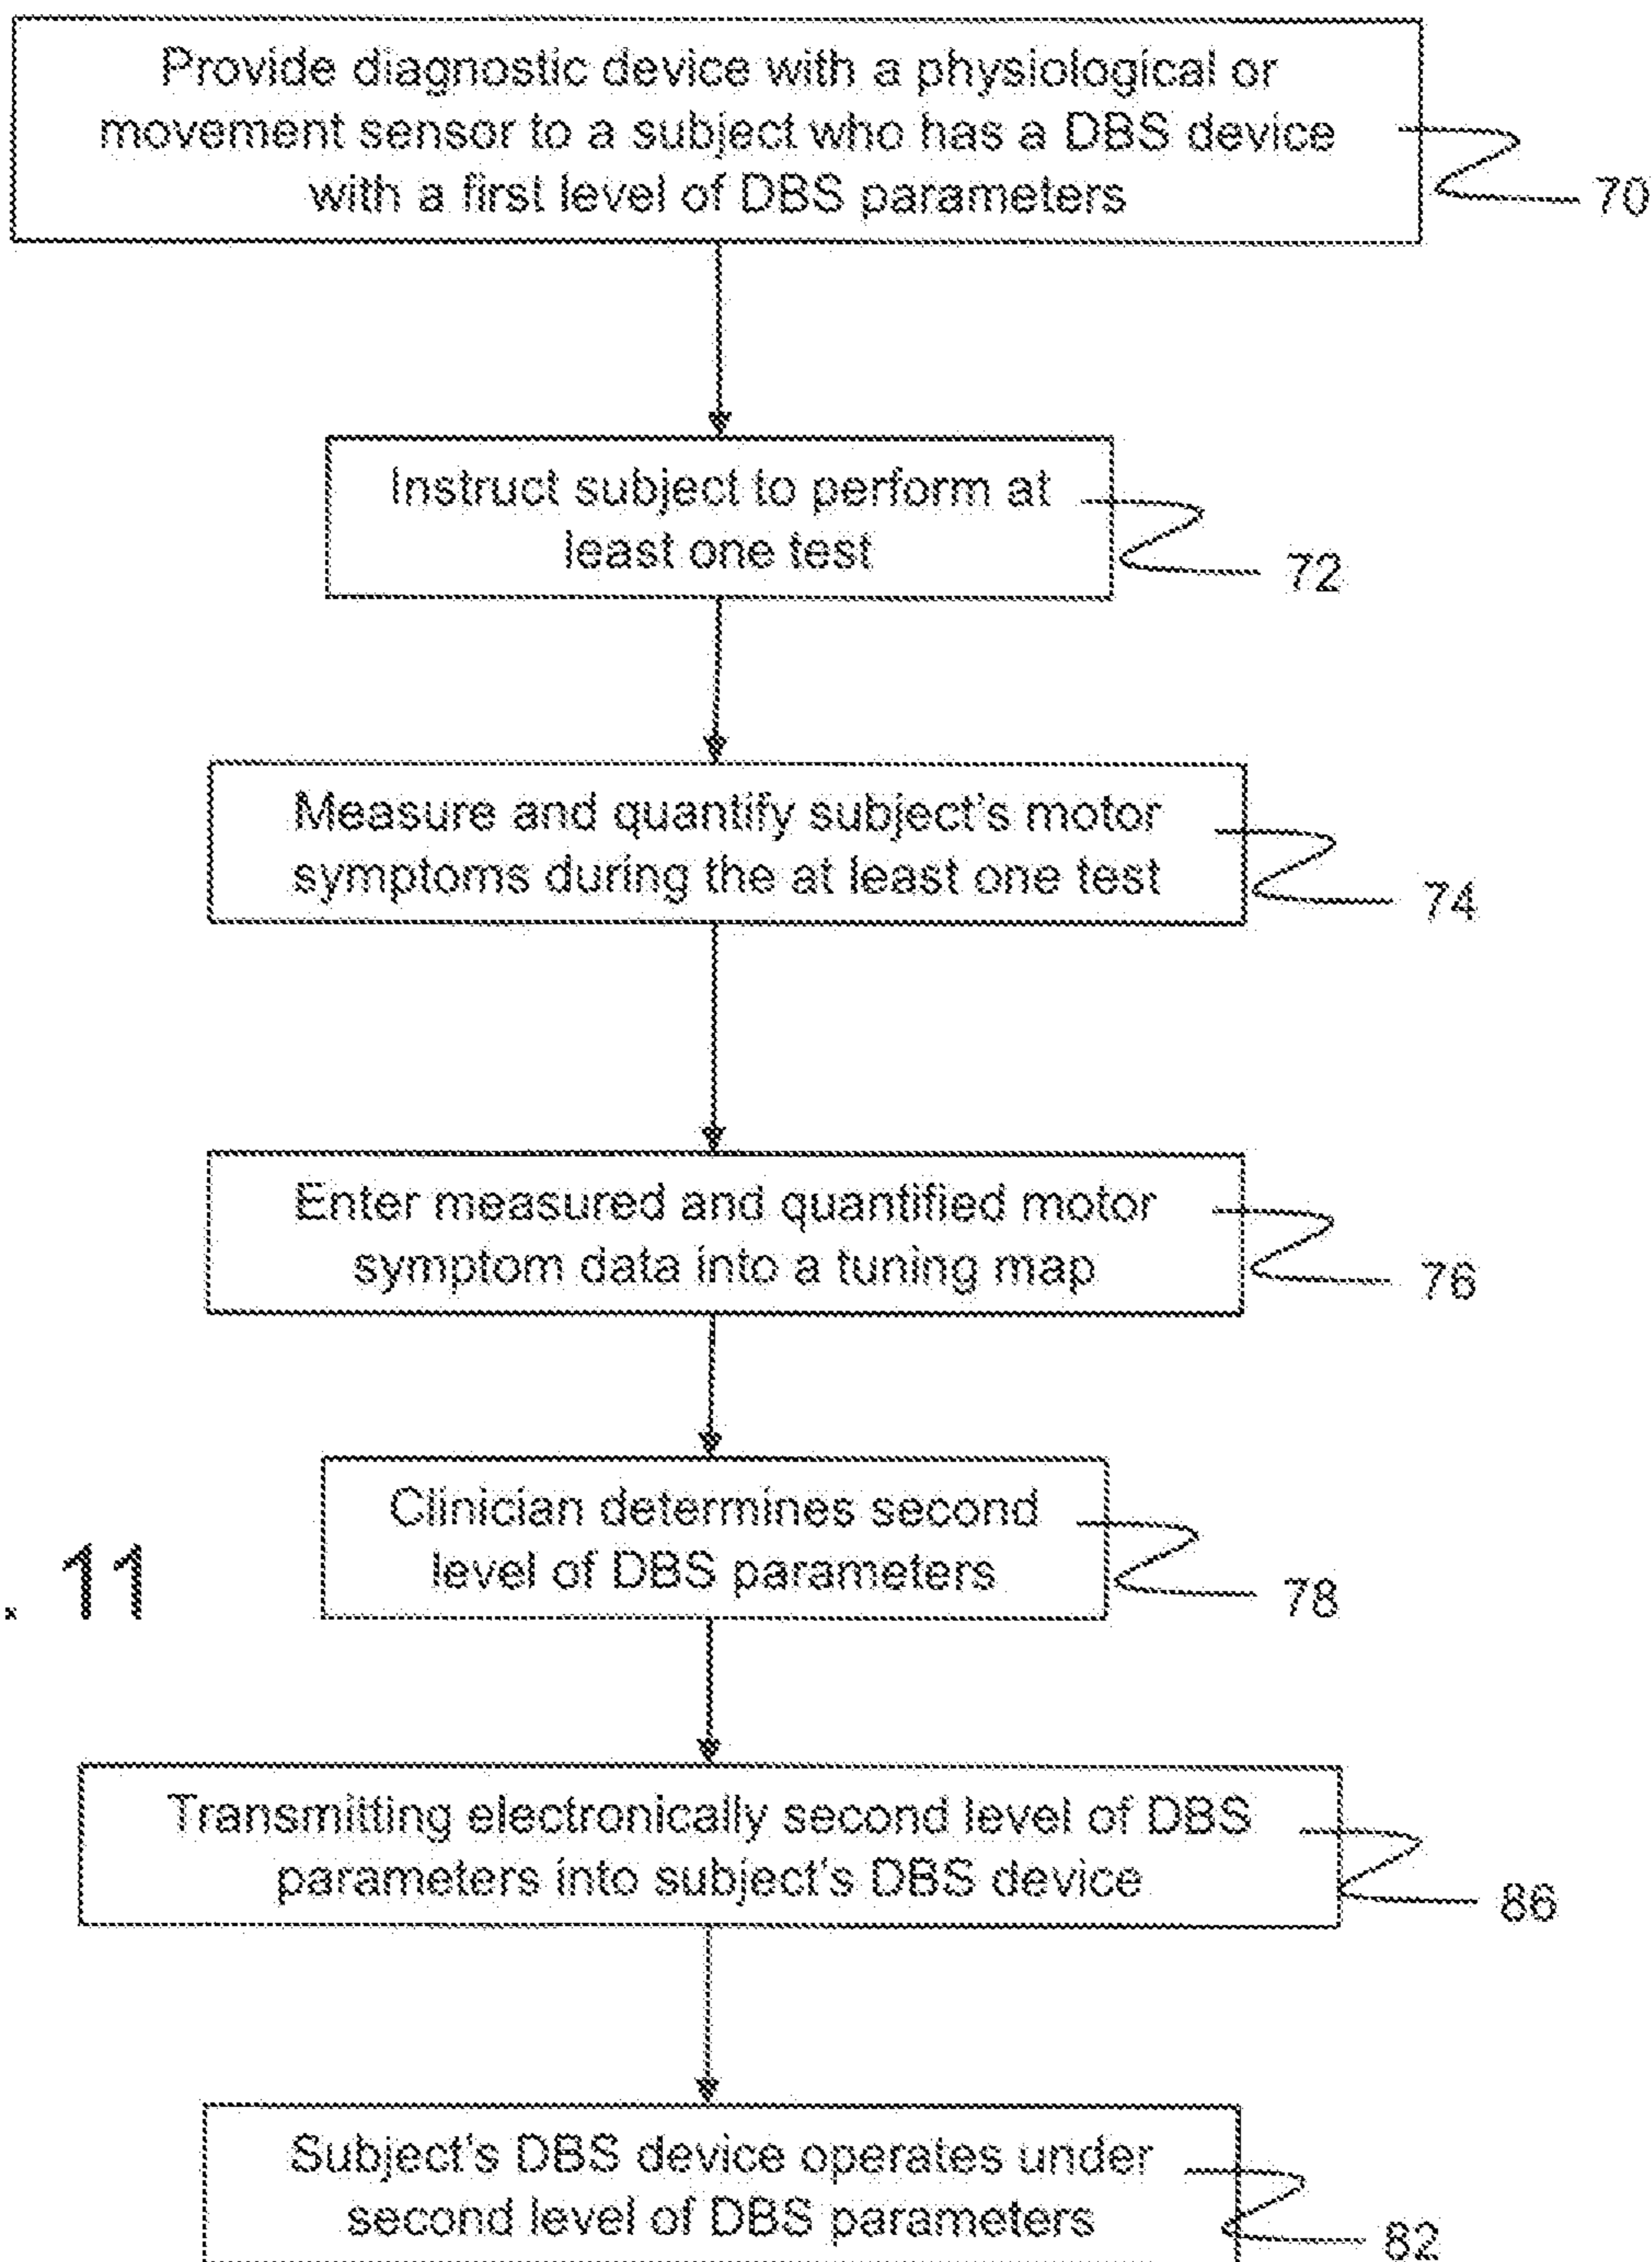 Provide diagnostic device with a physiological or
movement sensor to a subject who has a DBS device
with a first level of DBS parameters
70
Instruct subject to perform at
least one test
72
Measure and quantify subject's motor
symptoms during the at least one test
74
Enter measured and quantified motor
symptom data into a tuning map
76
Clinician determines second
level of DBS parameters
78
. 11
Transmitting electronically second level of DBS
parameters into subject's DBS device
86
Subject's DBS device operates under
second level of DBS parameters
82